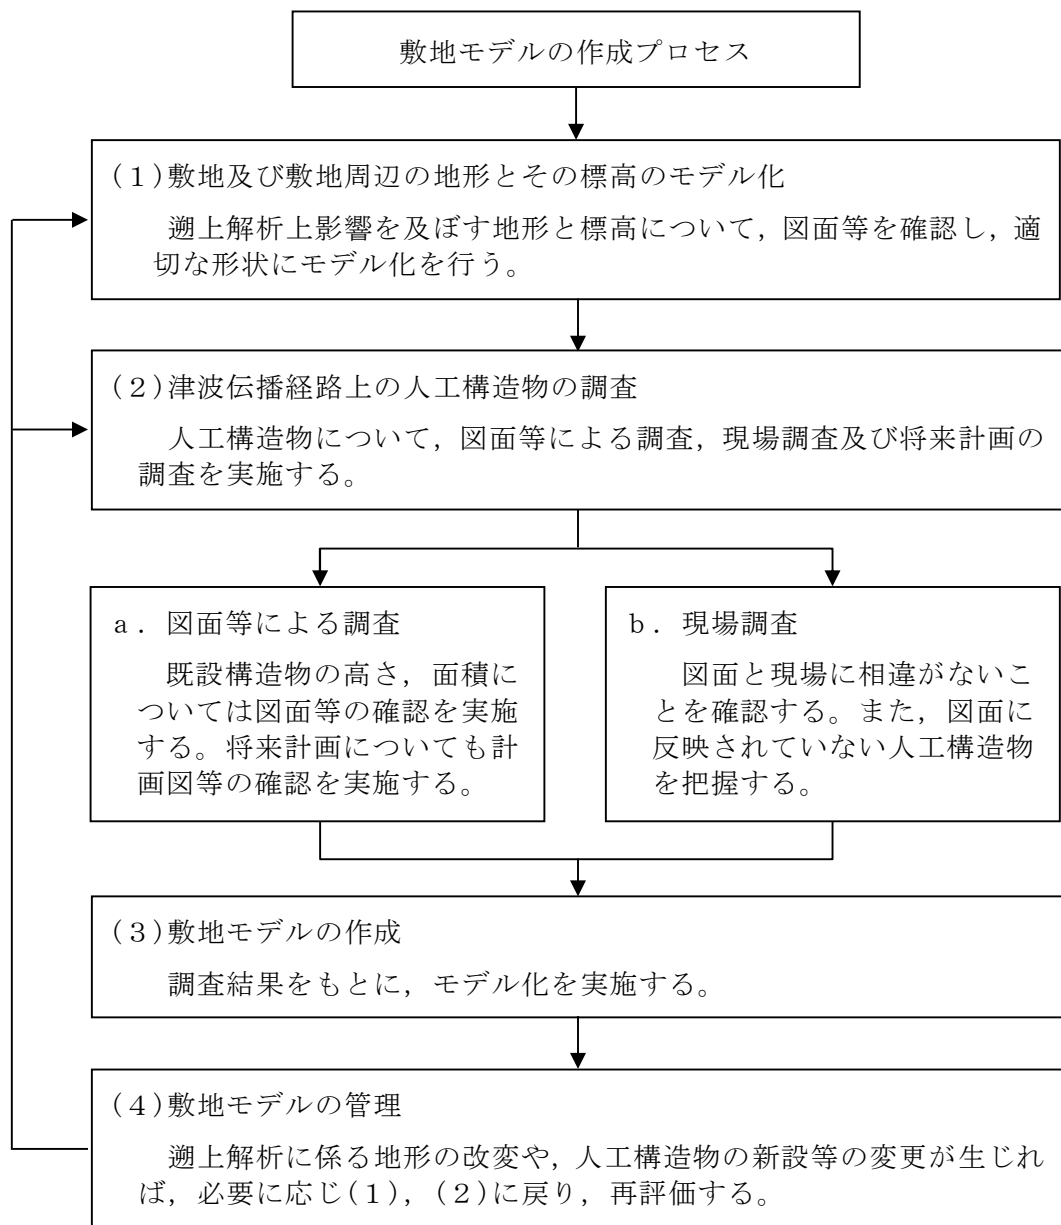 敷地モデルの作成プロセス
(1)敷地及び敷地周辺の地形とその標高のモデル化
遡上解析上影響を及ぼす地形と標高について，図面等を確認し，適
切な形状にモデル化を行う。
(2)津波伝播経路上の人工構造物の調査
人工構造物について，図面等による調査，現場調査及び将来計画の
調査を実施する。
a．図面等による調査
既設構造物の高さ，面積に
ついては図面等の確認を実施
する。将来計画についても計
画図等の確認を実施する。
b．現場調査
図面と現場に相違がないこ
とを確認する。また，図面に
反映されていない人工構造物
を把握する。
(3)敷地モデルの作成
調査結果をもとに，モデル化を実施する。
(4)敷地モデルの管理
遡上解析に係る地形の改変や，人工構造物の新設等の変更が生じれ
ば，必要に応じ(1)，(2)に戻り，再評価する。